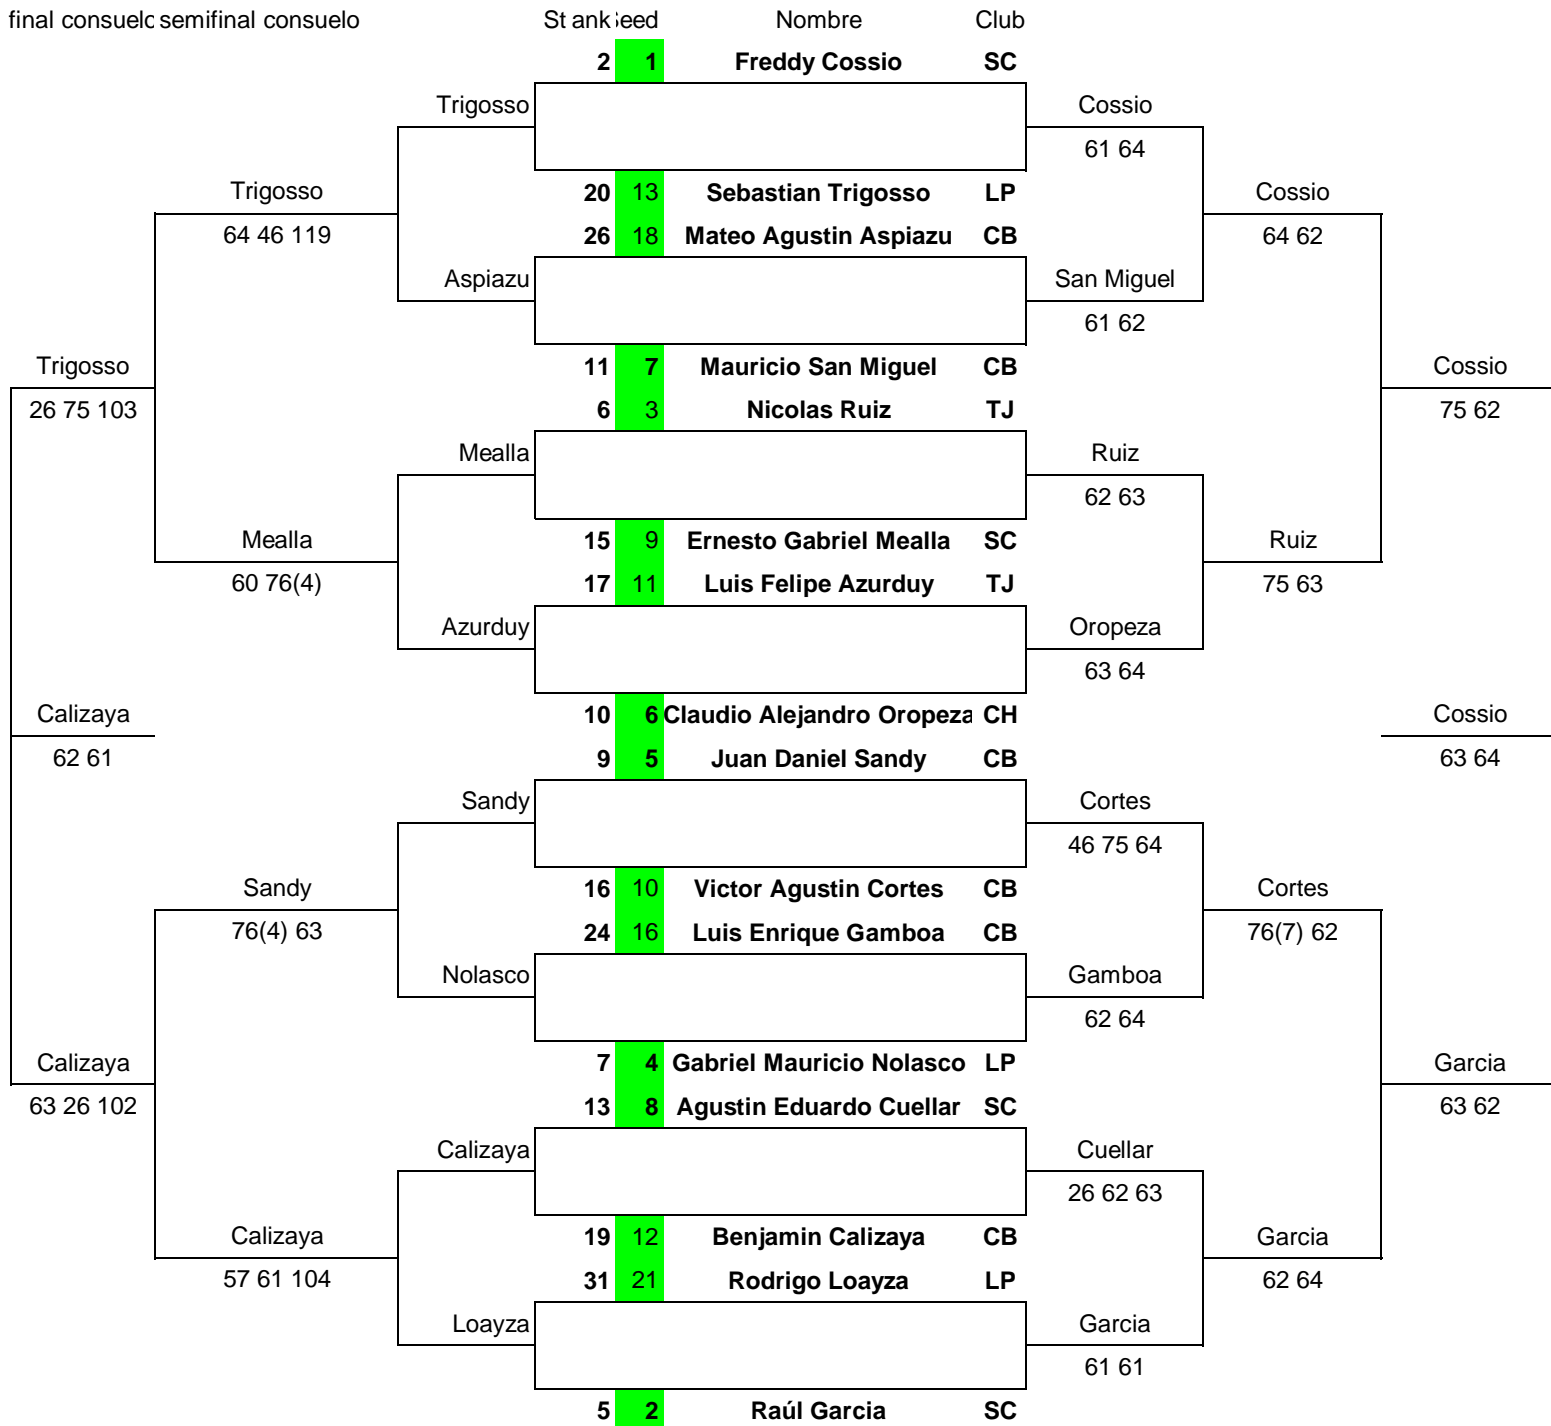 final consuelo semifinal consuelo St ank Seed Nombre Club
2 1 Freddy Cossio SC
Trigosso Cossio
61 64
Trigosso 20 13 Sebastian Trigosso LP Cossio
64 46 119 26 18 Mateo Agustin Aspiazu CB 64 62
Aspiazu San Miguel
61 62
Trigosso 11 7 Mauricio San Miguel CB Cossio
26 75 103 6 3 Nicolas Ruiz TJ 75 62
Mealla Ruiz
62 63
Mealla 15 9 Ernesto Gabriel Mealla SC Ruiz
60 76(4) 17 11 Luis Felipe Azurduy TJ 75 63
Azurduy Oropeza
63 64
Calizaya 10 6 Claudio Alejandro Oropeza CH Cossio
62 61 9 5 Juan Daniel Sandy CB 63 64
Sandy Cortes
46 75 64
Sandy 16 10 Victor Agustin Cortes CB Cortes
76(4) 63 24 16 Luis Enrique Gamboa CB 76(7) 62
Nolasco Gamboa
62 64
Calizaya 7 4 Gabriel Mauricio Nolasco LP Garcia
63 26 102 13 8 Agustin Eduardo Cuellar SC 63 62
Calizaya Cuellar
26 62 63
Calizaya 19 12 Benjamin Calizaya CB Garcia
57 61 104 31 21 Rodrigo Loayza LP 62 64
Loayza Garcia
61 61
5 2 Raúl Garcia SC